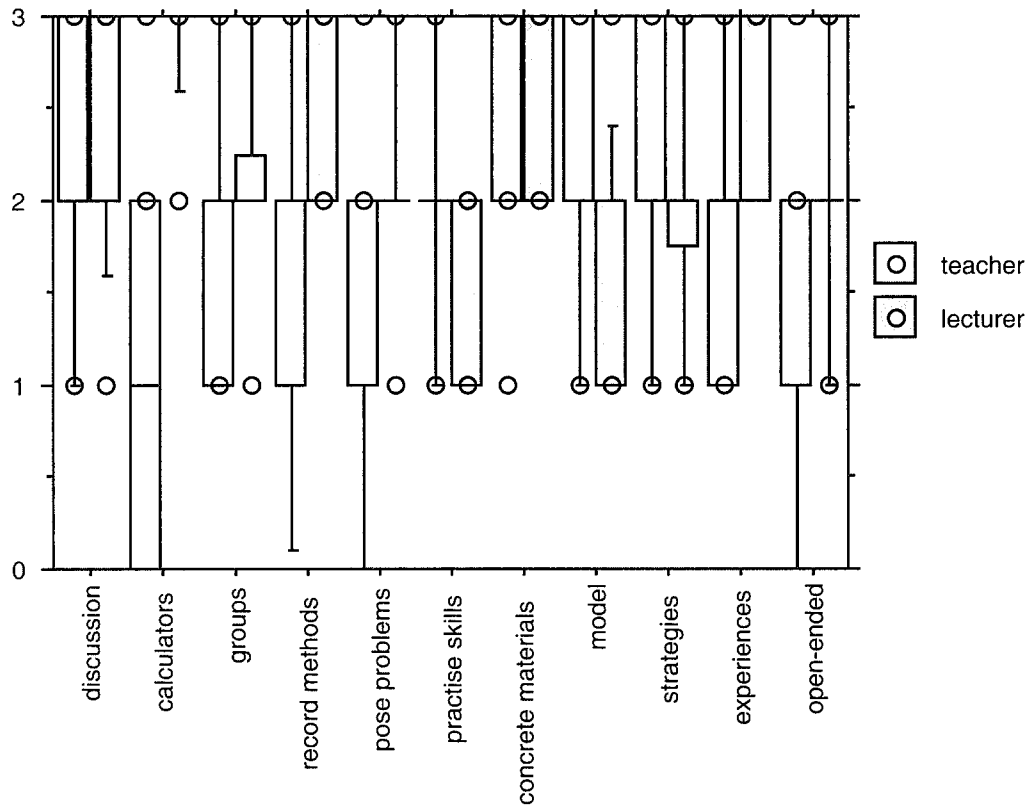 3
2
1
0
teacher
lecturer
discussion
calculators
groups
record methods
pose problems
practise skills
concrete materials
model
strategies
experiences
open-ended